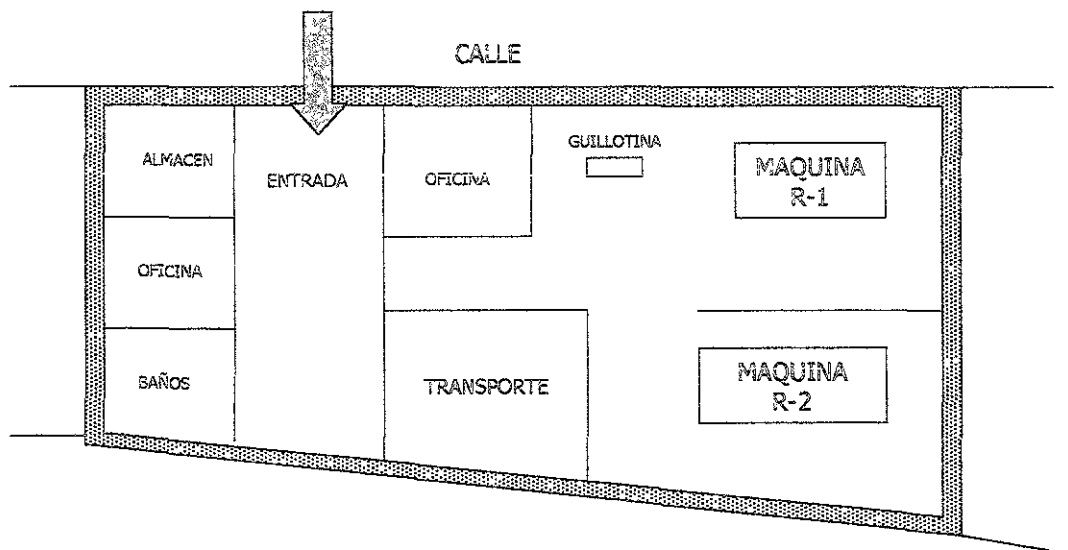 CALLE
ALMACEN
ENTRADA
OFICINA
GUILLOTINA
MAQUINA
R-1
OFICINA
BAÑOS
TRANSPORTE
MAQUINA
R-2